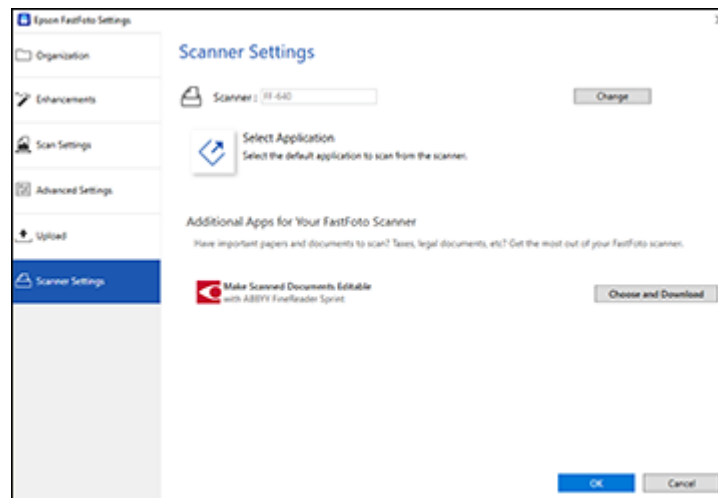 Epson FastFoto Settings
Organization
Enhancements
Scan Settings
Advanced Settings
Upload
Scanner Settings
Scanner Settings
Scanner : FF-640
Change
Select Application
Select the default application to scan from the scanner.
Additional Apps for Your FastFoto Scanner
Have important papers and documents to scan? Taxes, legal documents, etc? Get the most out of your FastFoto scanner.
Make Scanned Documents Editable
with ABBYY FineReader Sprint
Choose and Download
OK
Cancel